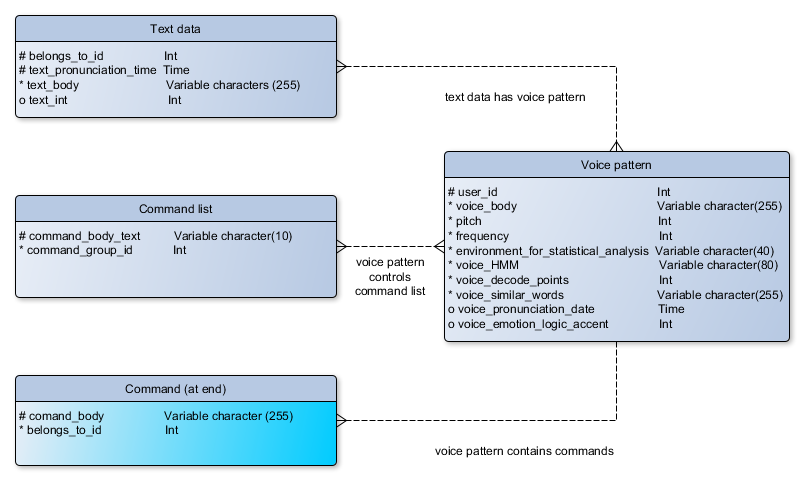 Text data
# belongs_to_id Int
# text_pronunciation_time Time
* text_body Variable characters (255)
o text_int Int
text data has voice pattern
Voice pattern
# user_id Int
* voice_body Variable character(255)
* pitch Int
* frequency Int
* environment_for_statistical_analysis Variable character(40)
* voice_HMM Variable character(80)
* voice_decode_points Int
* voice_similar_words Variable character(255)
o voice_pronunciation_date Time
o voice_emotion_logic_accent Int
Command list
# command_body_text Variable character(10)
* command_group_id Int
voice pattern
controls
command list
Command (at end)
# comand_body Variable character (255)
* belongs_to_id Int
voice pattern contains commands